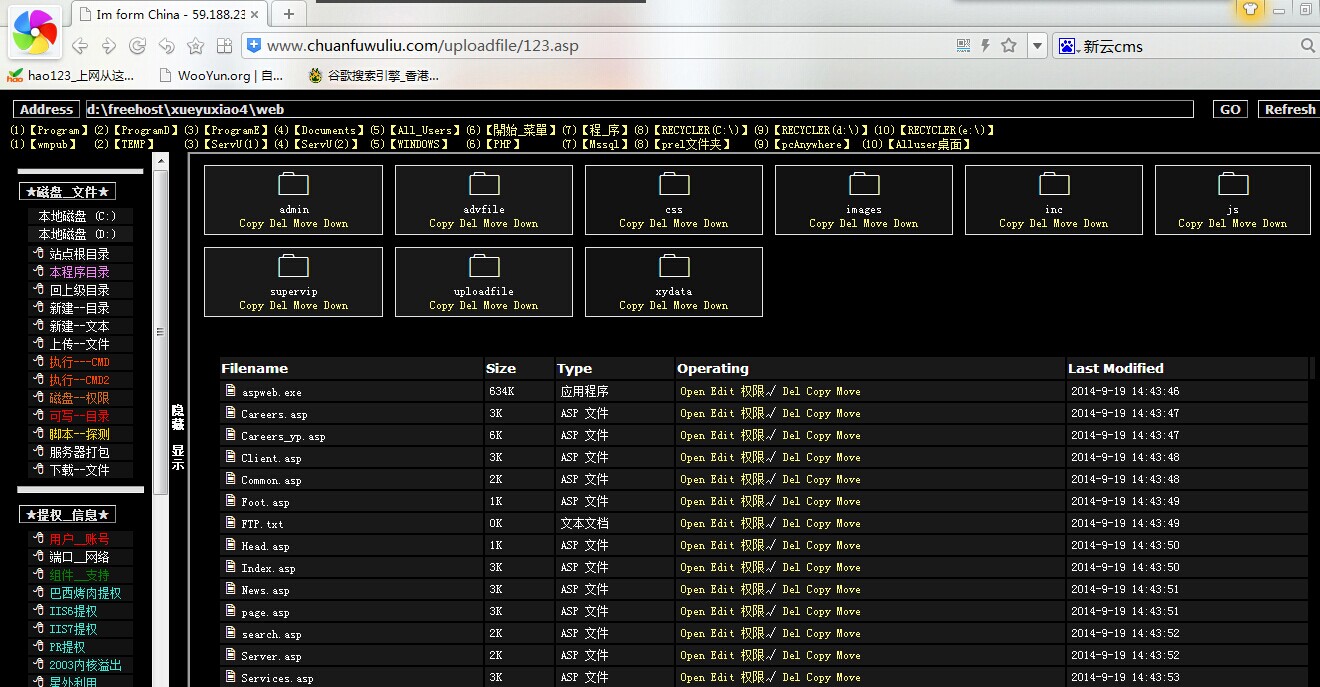 Im form China - 59.188.23
www.chuanfuwuliu.com/uploadfile/123.asp
新云cms
hao123_上网从这...
WooYun.org | 自...
谷歌搜索引擎_香港...
Address d:\freehost\xueyuxiao4\web GO Refresh
(1)【Program】(2)【ProgramD】(3)【ProgramE】(4)【Documents】(5)【All_Users】(6)【開始_菜單】(7)【程_序】(8)【RECYCLER(C:\)】(9)【RECYCLER(d:\)】(10)【RECYCLER(e:\)】
(1)【wmpub】 (2)【TEMP】 (3)【ServU(1)】(4)【ServU(2)】 (5)【WINDOWS】 (6)【PHP】 (7)【Mssql】(8)【prel文件夹】 (9)【pcAnywhere】 (10)【Alluser桌面】
★磁盘__文件★
本地磁盘 (C:)
本地磁盘 (D:)
站点根目录
本程序目录
回上级目录
新建--目录
新建--文本
上传--文件
执行---CMD
执行---CMD2
磁盘--权限
可写--目录
脚本--探测
服务器打包
下载--文件
★提权__信息★
用户__账号
端口__网络
组件__支持
巴西烤肉提权
IIS6提权
IIS7提权
PR提权
2003内核溢出
星外利用
隐藏 显示
admin
Copy Del Move Down
advfile
Copy Del Move Down
css
Copy Del Move Down
images
Copy Del Move Down
inc
Copy Del Move Down
js
Copy Del Move Down
supervip
Copy Del Move Down
uploadfile
Copy Del Move Down
xydata
Copy Del Move Down
Filename Size Type Operating Last Modified
aspweb.exe 634K 应用程序 Open Edit 权限√ Del Copy Move 2014-9-19 14:43:46
Careers.asp 3K ASP 文件 Open Edit 权限√ Del Copy Move 2014-9-19 14:43:47
Careers_yp.asp 6K ASP 文件 Open Edit 权限√ Del Copy Move 2014-9-19 14:43:47
Client.asp 3K ASP 文件 Open Edit 权限√ Del Copy Move 2014-9-19 14:43:48
Common.asp 2K ASP 文件 Open Edit 权限√ Del Copy Move 2014-9-19 14:43:48
Foot.asp 1K ASP 文件 Open Edit 权限√ Del Copy Move 2014-9-19 14:43:49
FTP.txt 0K 文本文档 Open Edit 权限√ Del Copy Move 2014-9-19 14:43:49
Head.asp 1K ASP 文件 Open Edit 权限√ Del Copy Move 2014-9-19 14:43:50
Index.asp 3K ASP 文件 Open Edit 权限√ Del Copy Move 2014-9-19 14:43:50
News.asp 3K ASP 文件 Open Edit 权限√ Del Copy Move 2014-9-19 14:43:51
page.asp 3K ASP 文件 Open Edit 权限√ Del Copy Move 2014-9-19 14:43:51
search.asp 2K ASP 文件 Open Edit 权限√ Del Copy Move 2014-9-19 14:43:52
Server.asp 2K ASP 文件 Open Edit 权限√ Del Copy Move 2014-9-19 14:43:52
Services.asp 3K ASP 文件 Open Edit 权限√ Del Copy Move 2014-9-19 14:43:53